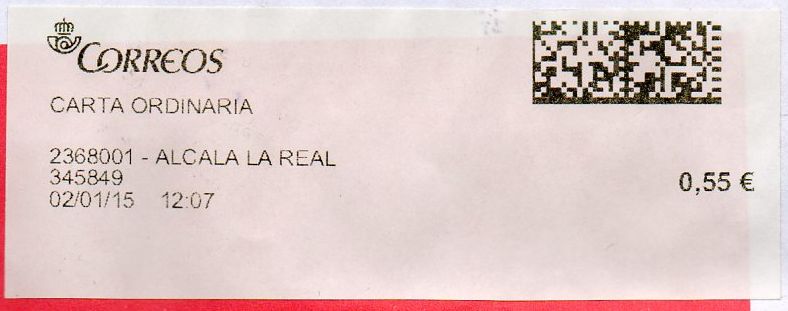 CORREOS
CARTA ORDINARIA
2368001 - ALCALA LA REAL
345849
02/01/15 12:07
0,55 €